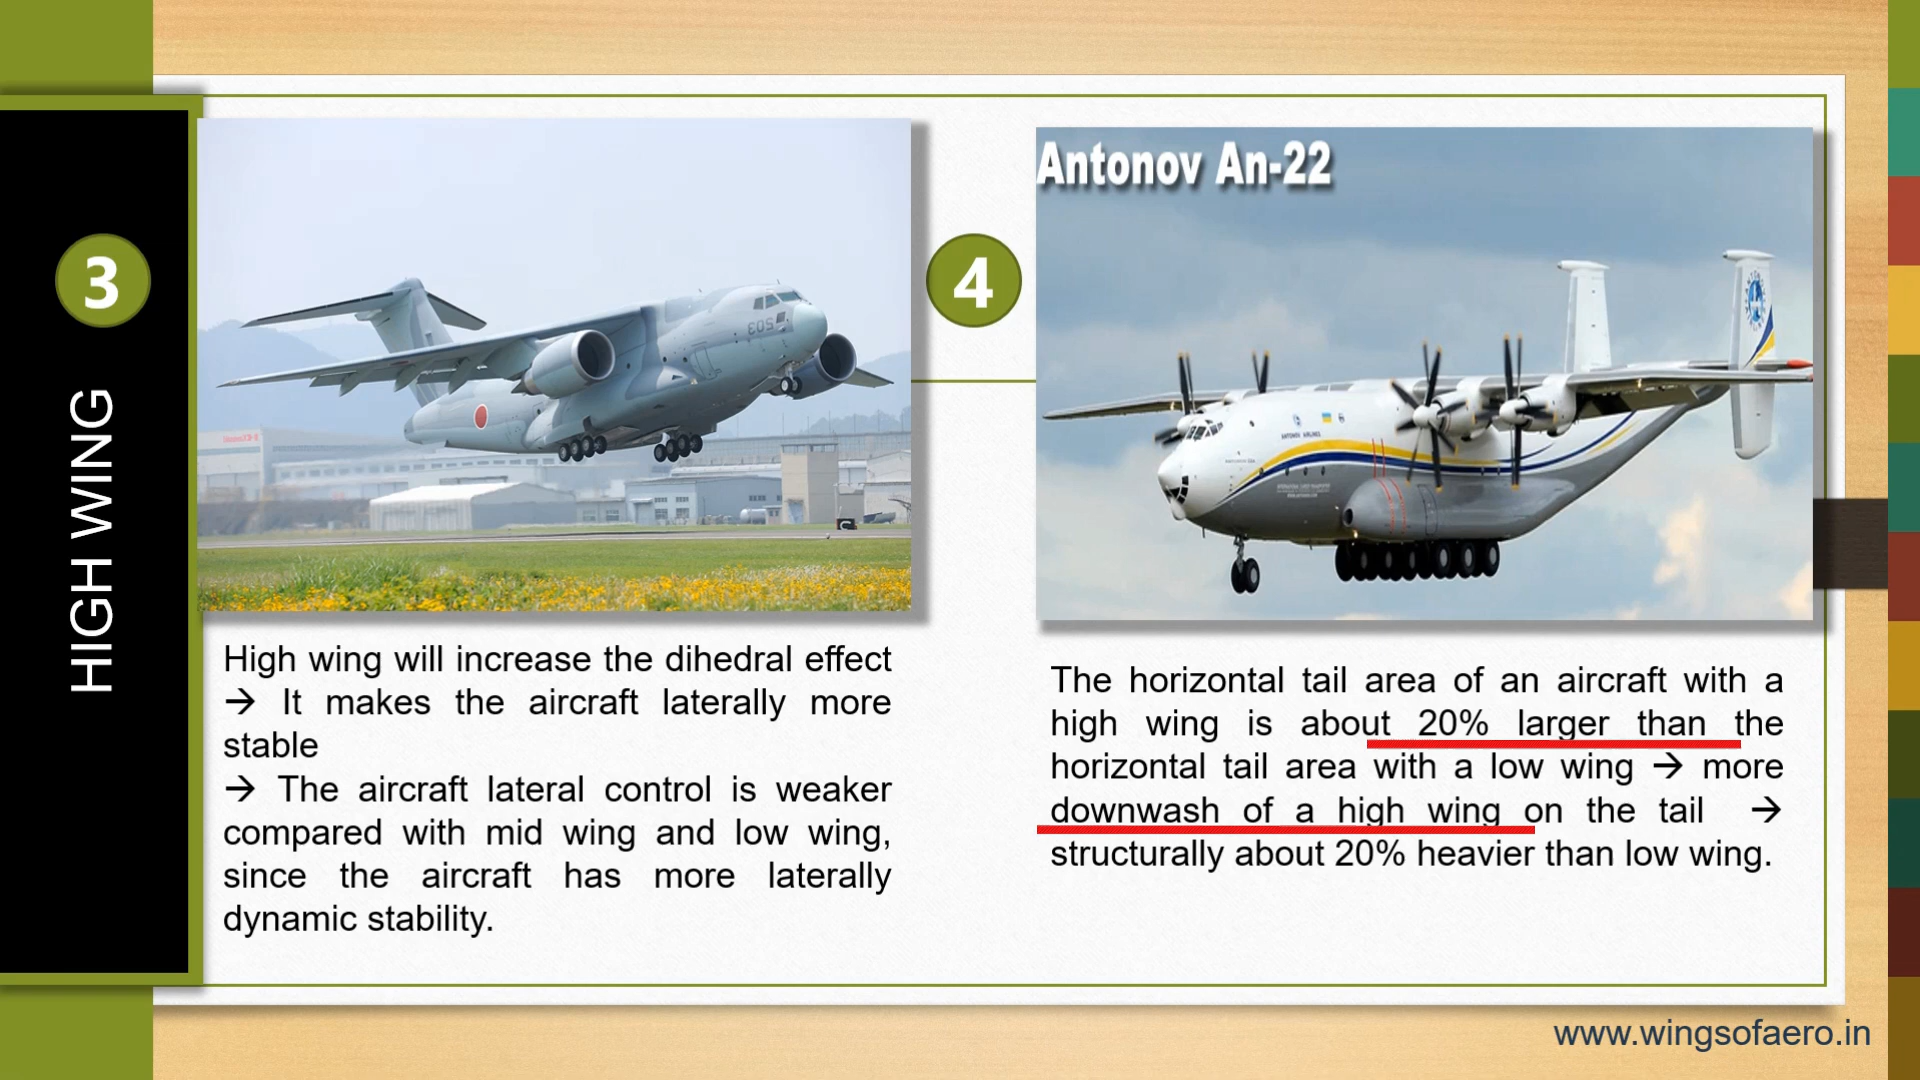 HIGH WING
3
EOS
High wing will increase the dihedral effect
→ It makes the aircraft laterally more
stable
→ The aircraft lateral control is weaker
compared with mid wing and low wing,
since the aircraft has more laterally
dynamic stability.
4
Antonov An-22
ANTONOV AIRLINES
The horizontal tail area of an aircraft with a
high wing is about 20% larger than the
horizontal tail area with a low wing → more
downwash of a high wing on the tail →
structurally about 20% heavier than low wing.
www.wingsofaero.in